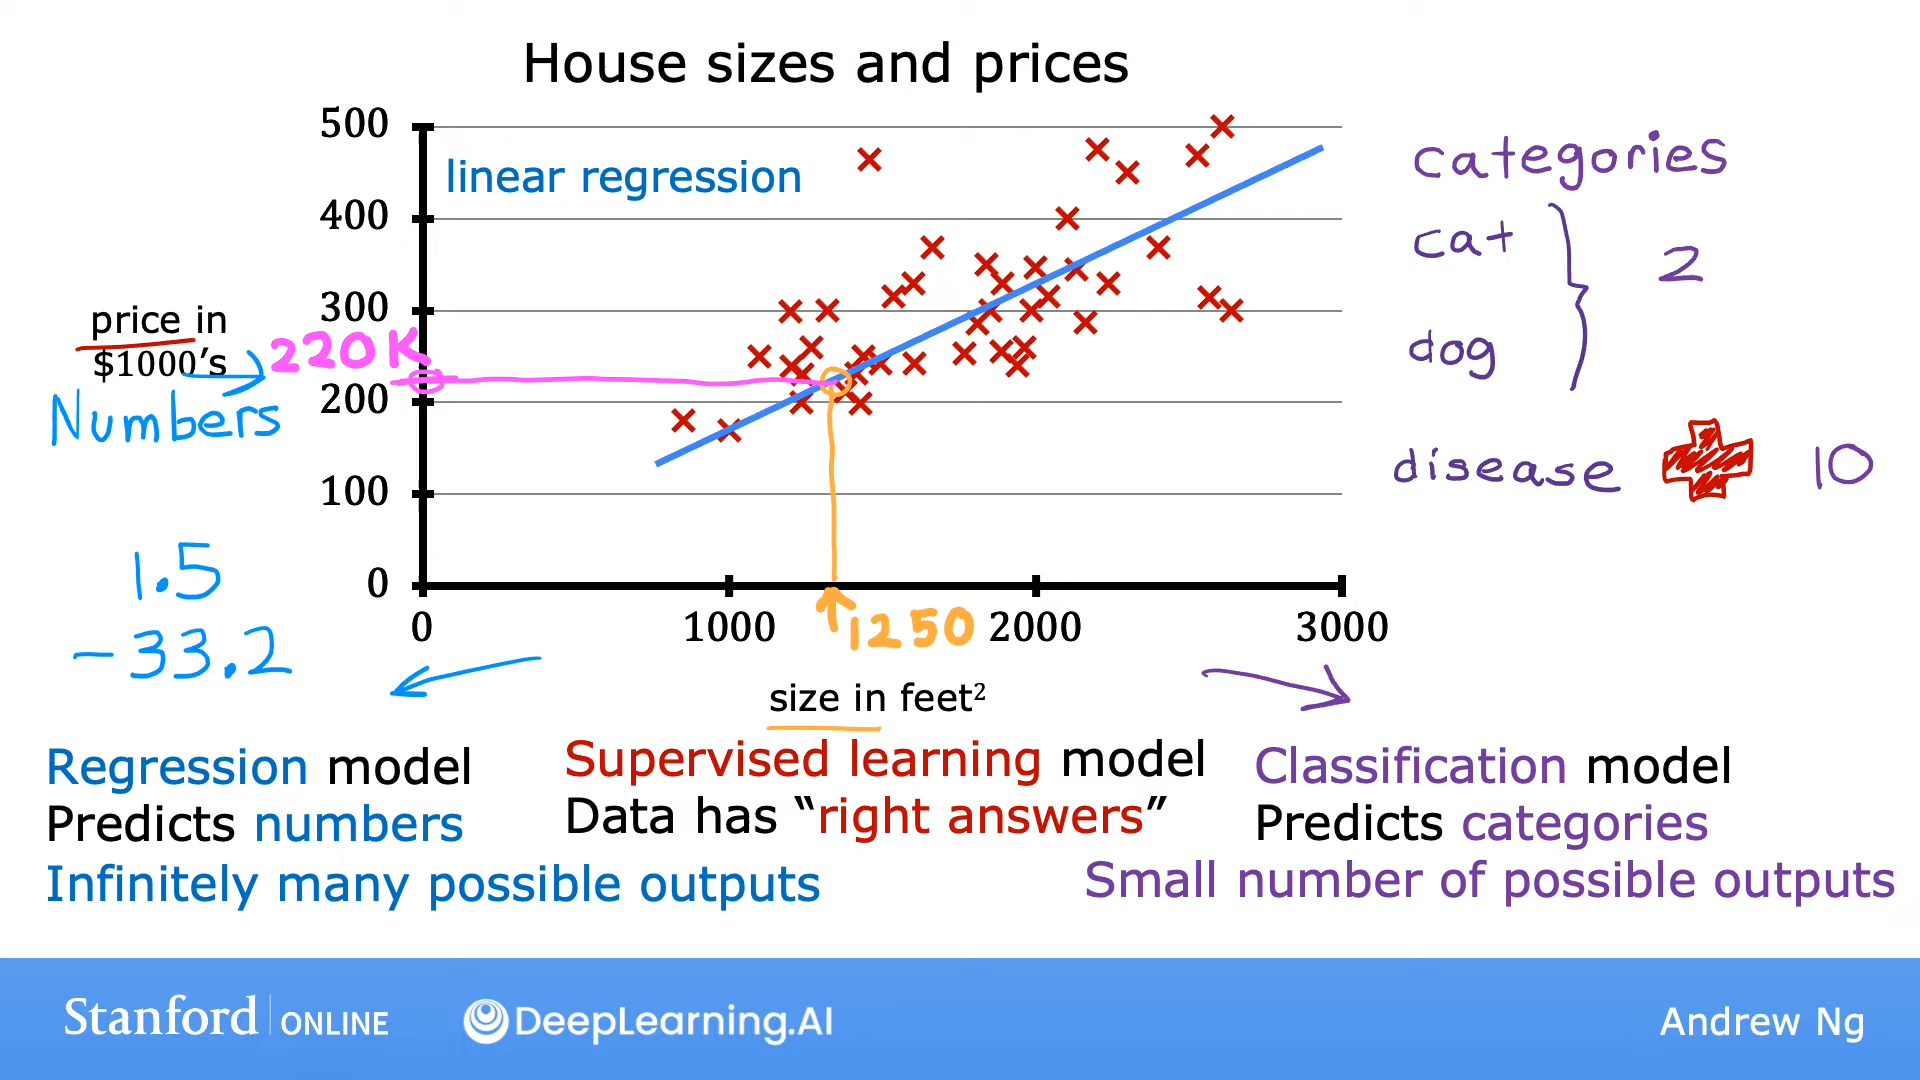 House sizes and prices
500
linear regression
400
300
200
100
0
price in
$1000's
220K
Numbers
1.5
-33.2
0
1000
1250
2000
3000
size in feet²
categories
cat
dog
2
disease
10
Regression model
Predicts numbers
Infinitely many possible outputs
Supervised learning model
Data has “right answers”
Classification model
Predicts categories
Small number of possible outputs
Stanford ONLINE
DeepLearning.AI
Andrew Ng